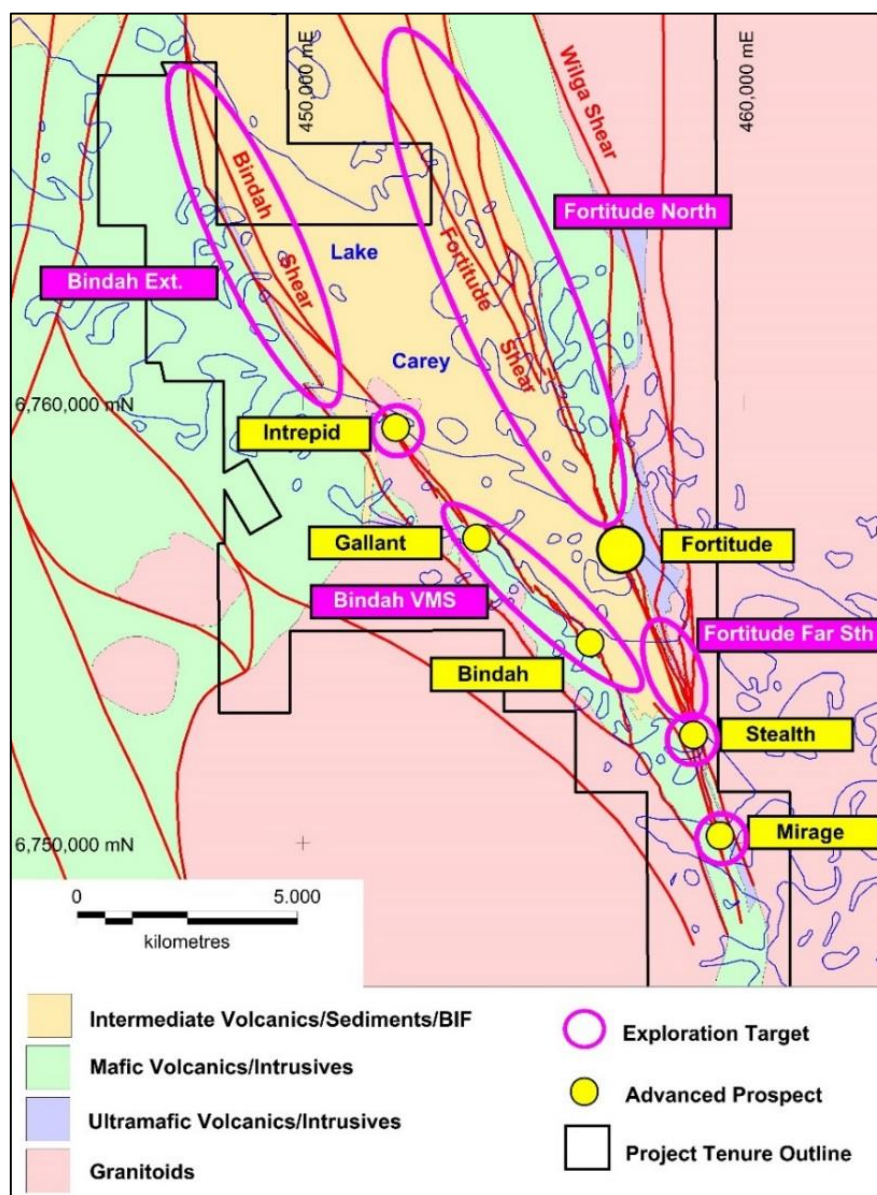 450,000 mE
460,000 mE
Wilga Shear
Bindah
Shear
Fortitude North
Lake
Fortitude
Shear
Bindah Ext.
Carey
6,760,000 mN
Intrepid
Gallant
Fortitude
Bindah VMS
Fortitude Far Sth
Bindah
Stealth
Mirage
6,750,000 mN
0
5.000
kilometres
Intermediate Volcanics/Sediments/BIF
Mafic Volcanics/Intrusives
Ultramafic Volcanics/Intrusives
Granitoids
Exploration Target
Advanced Prospect
Project Tenure Outline